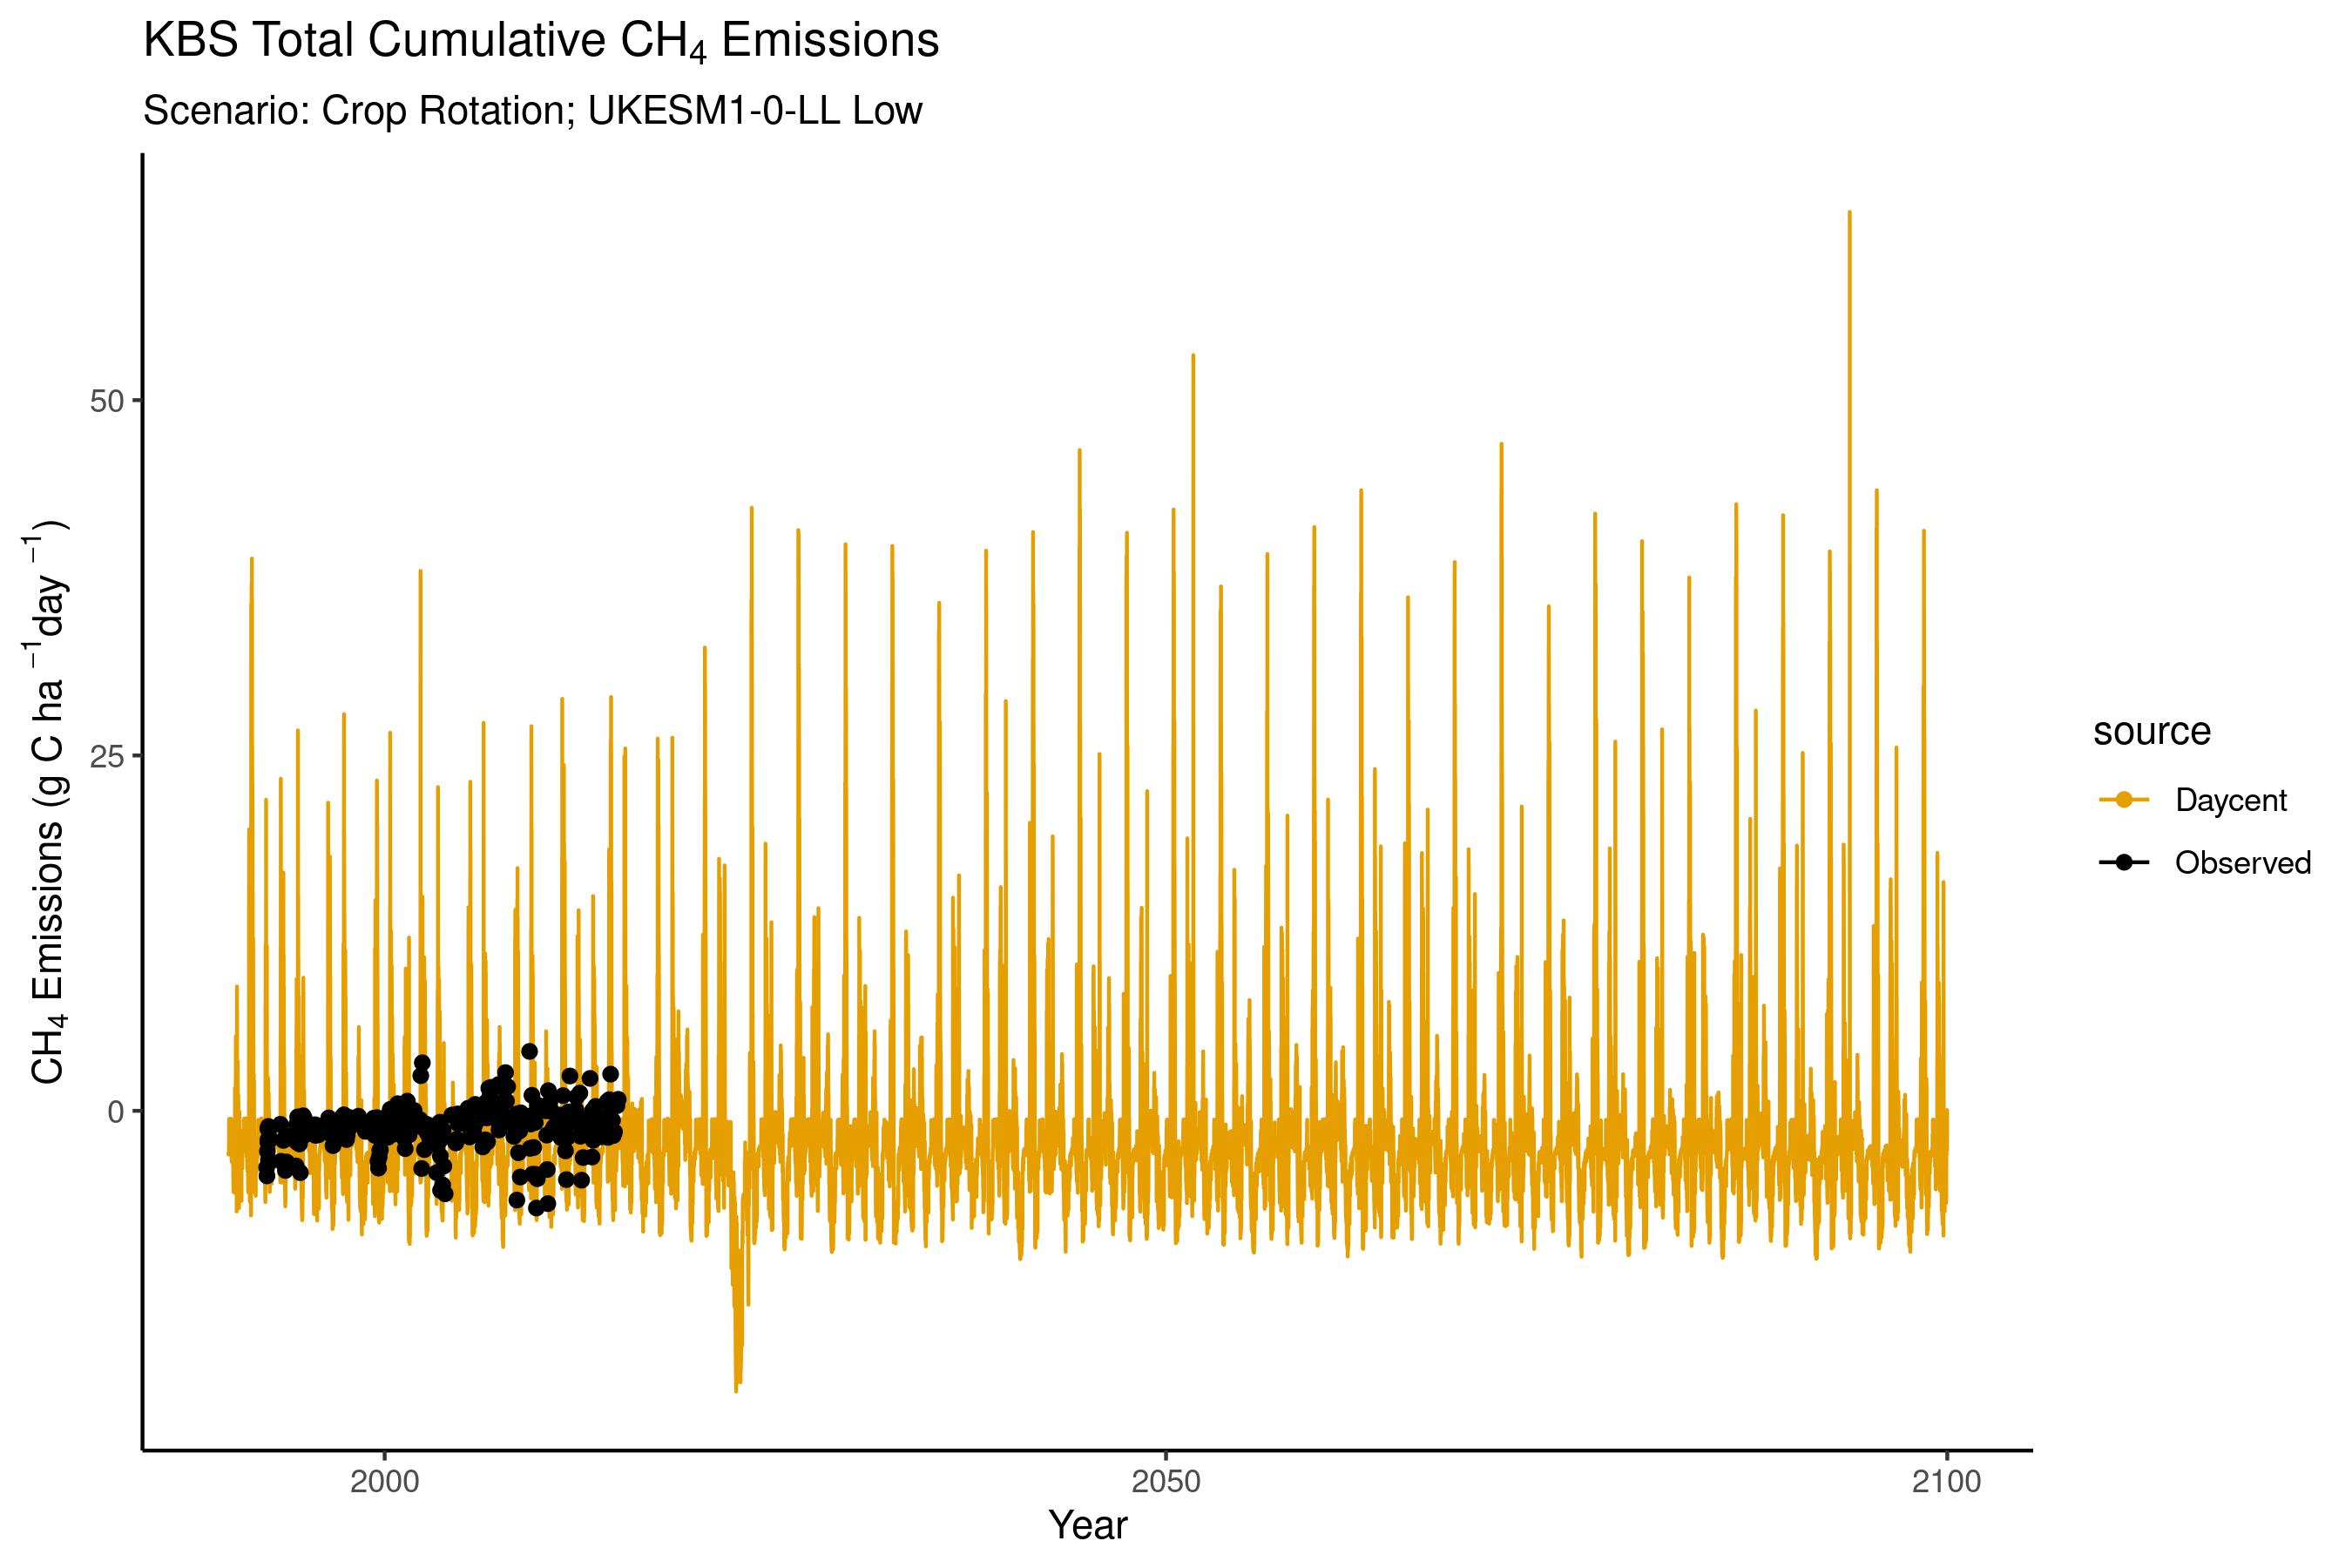 KBS Total Cumulative CH₄ Emissions
Scenario: Crop Rotation; UKESM1-0-LL Low
CH₄ Emissions (g C ha ⁻¹day ⁻¹)
50
25
0
2000
2050
2100
Year
source
Daycent
Observed